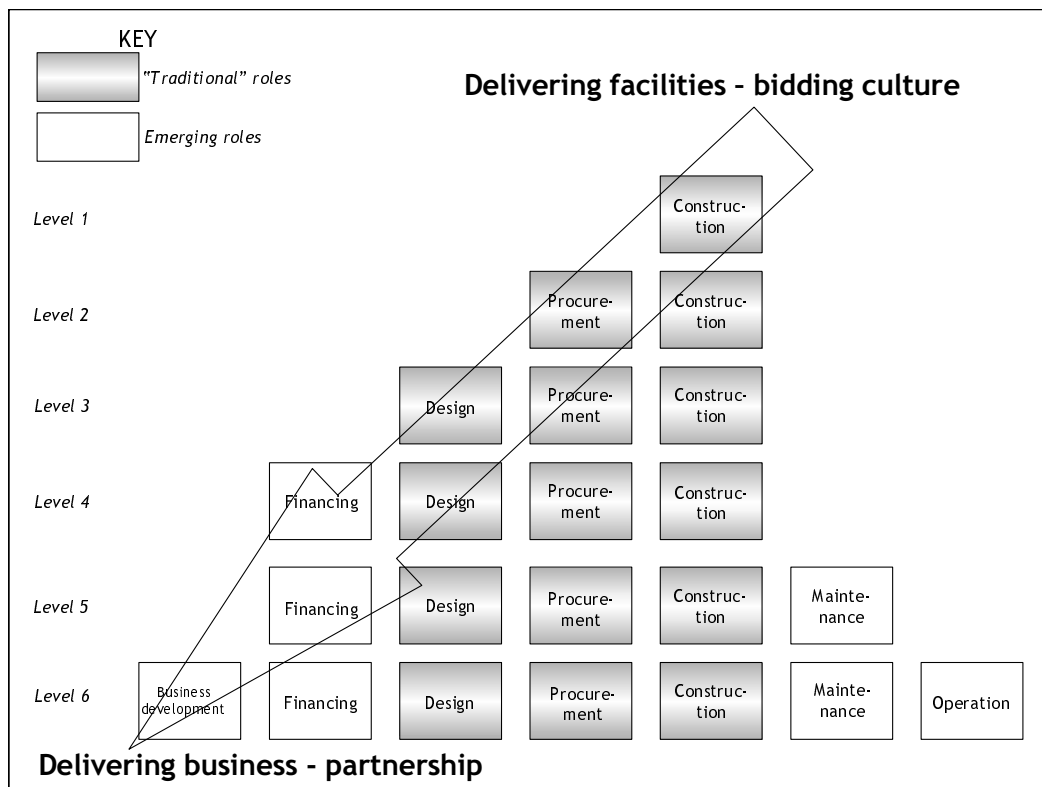 KEY
“Traditional” roles
Delivering facilities - bidding culture
Emerging roles
Level 1
Construc-
tion
Level 2
Procure-
ment
Construc-
tion
Level 3
Design
Procure-
ment
Construc-
tion
Level 4
Financing
Design
Procure-
ment
Construc-
tion
Level 5
Financing
Design
Procure-
ment
Construc-
tion
Mainte-
nance
Level 6
Business
development
Financing
Design
Procure-
ment
Construc-
tion
Mainte-
nance
Operation
Delivering business - partnership